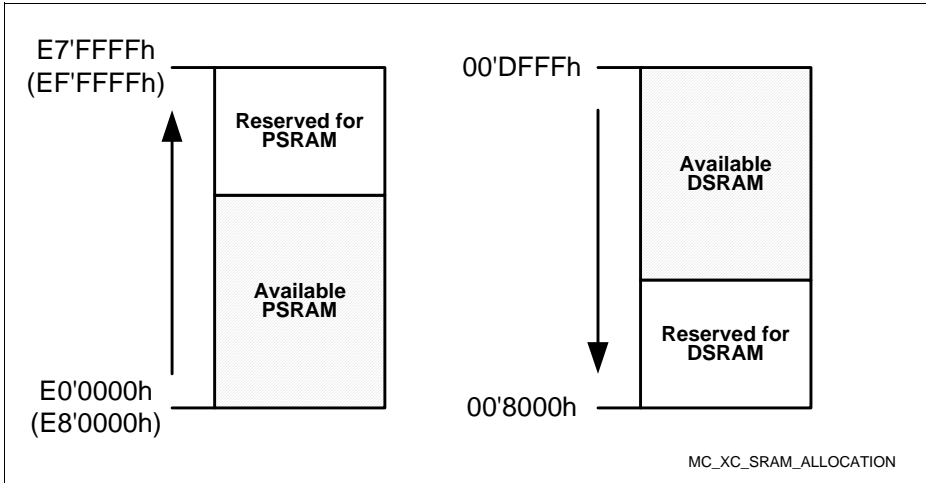 E7'FFFFh
(EF'FFFFh)
Reserved for
PSRAM
Available
PSRAM
E0'0000h
(E8'0000h)
00'DFFFh
Available
DSRAM
Reserved for
DSRAM
00'8000h
MC_XC_SRAM_ALLOCATION